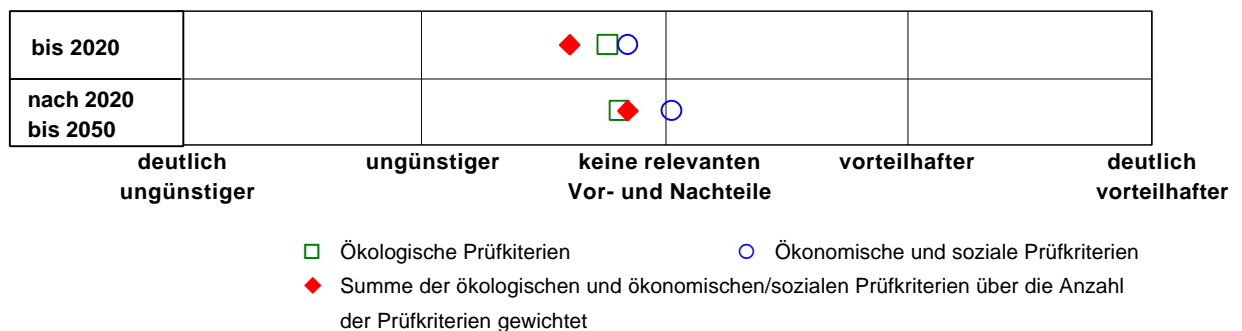 bis 2020
nach 2020
bis 2050
deutlich ungünstiger ungünstiger keine relevanten Vor- und Nachteile vorteilhafter deutlich vorteilhafter
Ökologische Prüfkiterien
Ökonomische und soziale Prüfkriterien
Summe der ökologischen und ökonomischen/sozialen Prüfkriterien über die Anzahl
der Prüfkriterien gewichtet